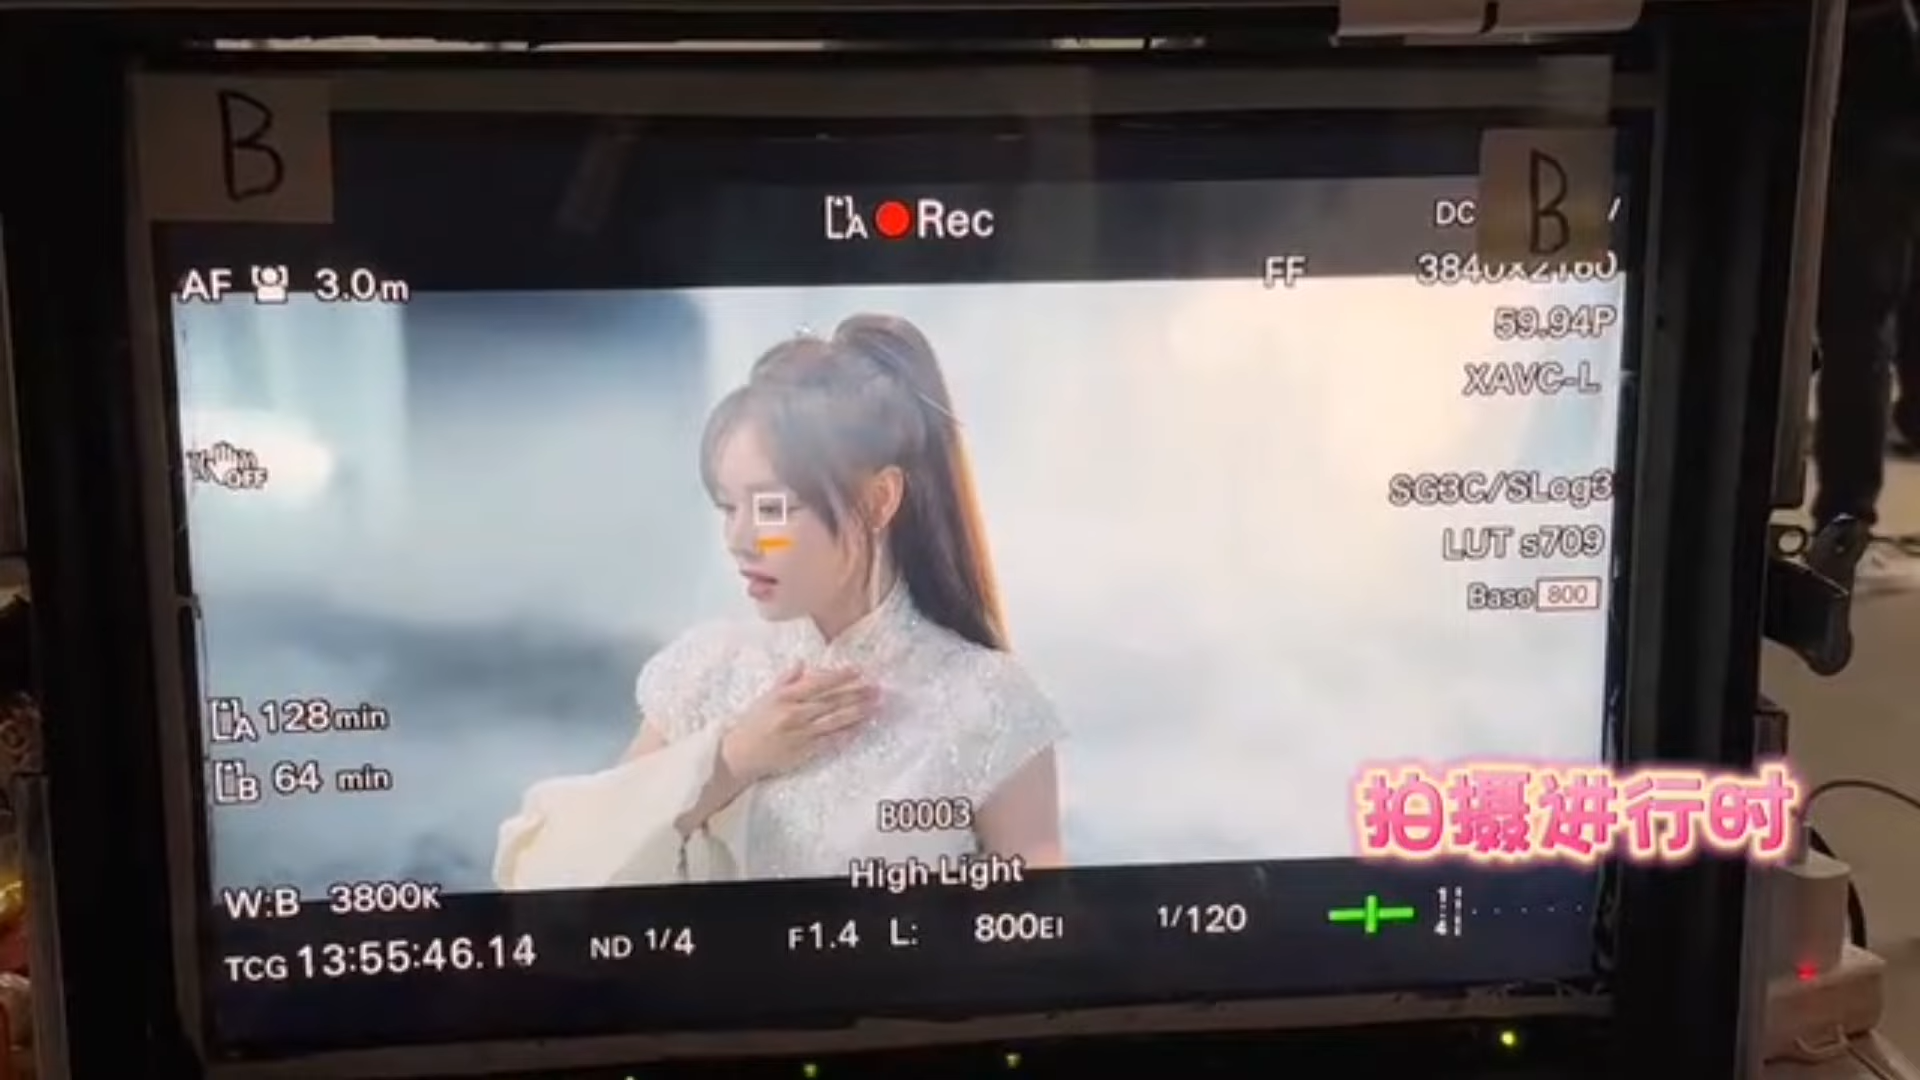 B
B
A Rec
DC
AF 3.0m
FF
59.94P
XAVC-L
OFF
SG3C/SLog3
LUT s709
Base 800
A 128 min
B 64 min
拍摄进行时
B0003
High Light
W:B 3800K
TCG 13:55:46.14
ND 1/4
F1.4 L:
800EI
1/120